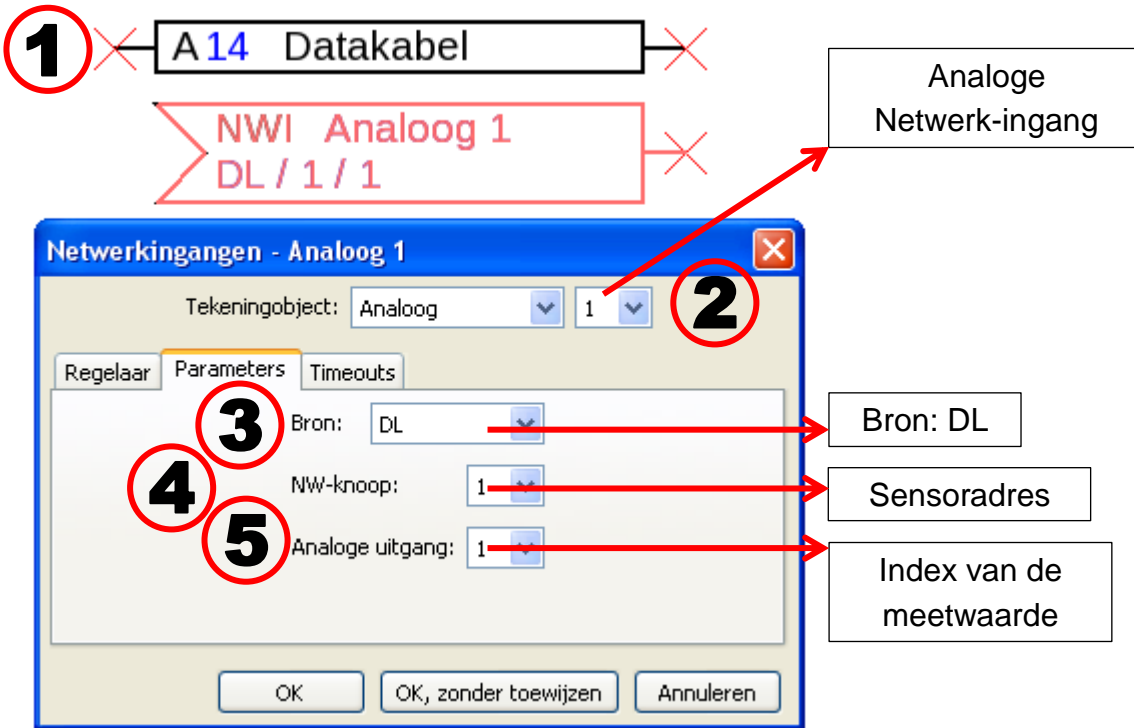 1
A 14 Datakabel
NWI Analoog 1
DL / 1 / 1
Analoge
Netwerk-ingang
Netwerkingangen - Analoog 1
Tekeningobject: Analoog 1
2
Regelaar Parameters Timeouts
3 Bron: DL
Bron: DL
4 NW-knoop: 1
Sensoradres
5 Analoge uitgang: 1
Index van de
meetwaarde
OK OK, zonder toewijzen Annuleren